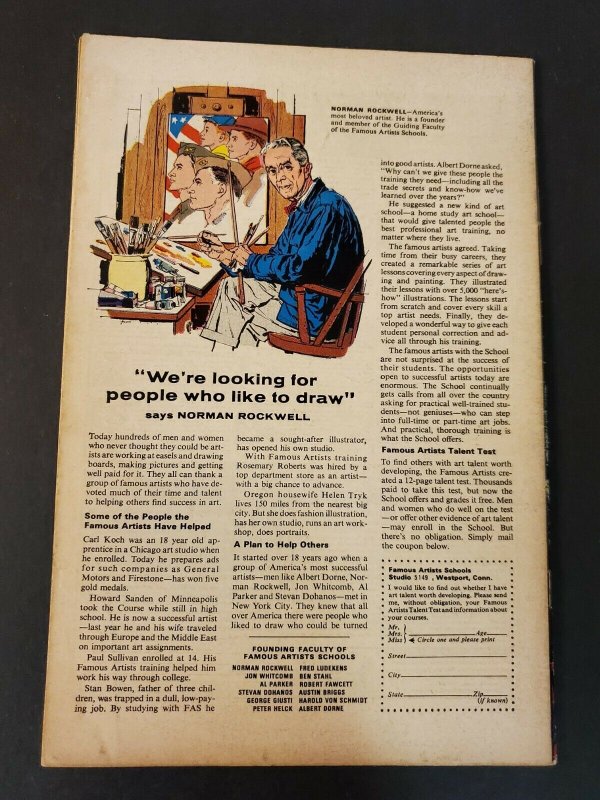 NORMAN ROCKWELL—America's
most beloved artist. He is a founder
and member of the Guiding Faculty
of the Famous Artists Schools.
"We're looking for
people who like to draw"
says NORMAN ROCKWELL
Today hundreds of men and women
who never thought they could be art-
ists are working at easels and drawing
boards, making pictures and getting
well paid for it. They all can thank a
group of famous artists who have de-
voted much of their time and talent
to helping others find success in art.
Some of the People the
Famous Artists Have Helped
Carl Koch was an 18 year old ap-
prentice in a Chicago art studio when
he enrolled. Today he prepares ads
for such companies as General
Motors and Firestone—has won five
gold medals.
Howard Sanden of Minneapolis
took the Course while still in high
school. He is now a successful artist
—last year he and his wife traveled
through Europe and the Middle East
on important art assignments.
Paul Sullivan enrolled at 14. His
Famous Artists training helped him
work his way through college.
Stan Bowen, father of three chil-
dren, was trapped in a dull, low-pay-
ing job. By studying with FAS he
became a sought-after illustrator,
has opened his own studio.
With Famous Artists training
Rosemary Roberts was hired by a
top department store as an artist—
with a big chance to advance.
Oregon housewife Helen Tryk
lives 150 miles from the nearest big
city. But she does fashion illustration,
has her own studio, runs an art work-
shop, does portraits.
A Plan to Help Others
It started over 18 years ago when a
group of America's most successful
artists—men like Albert Dorne, Nor-
man Rockwell, Jon Whitcomb, Al
Parker and Stevan Dohanos—met in
New York City. They knew that all
over America there were people who
liked to draw who could be turned
FOUNDING FACULTY OF
FAMOUS ARTISTS SCHOOLS
NORMAN ROCKWELL FRED LUDEKENS
JON WHITCOMB BEN STAHL
AL PARKER ROBERT FAWCETT
STEVAN DOHANOS AUSTIN BRIGGS
GEORGE GIUSTI HAROLD VON SCHMIDT
PETER HELCK ALBERT DORNE
into good artists. Albert Dorne asked,
"Why can't we give these people the
training they need—including all the
trade secrets and know-how we've
learned over the years?"
He suggested a new kind of art
school—a home study art school—
that would give talented people the
best professional art training, no
matter where they live.
The famous artists agreed. Taking
time from their busy careers, they
created a remarkable series of art
lessons covering every aspect of draw-
ing and painting. They illustrated
their lessons with over 5,000 "here's-
how" illustrations. The lessons start
from scratch and cover every skill a
top artist needs. Finally, they de-
veloped a wonderful way to give each
student personal correction and ad-
vice all through his training.
The famous artists with the School
are not surprised at the success of
their students. The opportunities
open to successful artists today are
enormous. The School continually
gets calls from all over the country
asking for practical well-trained stu-
dents—not geniuses—who can step
into full-time or part-time art jobs.
And practical, thorough training is
what the School offers.
Famous Artists Talent Test
To find others with art talent worth
developing, the Famous Artists cre-
ated a 12-page talent test. Thousands
paid to take this test, but now the
School offers and grades it free. Men
and women who do well on the test
—or offer other evidence of art talent
—may enroll in the School. But
there's no obligation. Simply mail
the coupon below.
Famous Artists Schools
Studio 5149, Westport, Conn.
I would like to find out whether I have
art talent worth developing. Please send
me, without obligation, your Famous
Artists Talent Test and information about
your courses.
Mr.
Mrs. Age
Miss Circle one and please print
Street
City
State Zip
(if known)